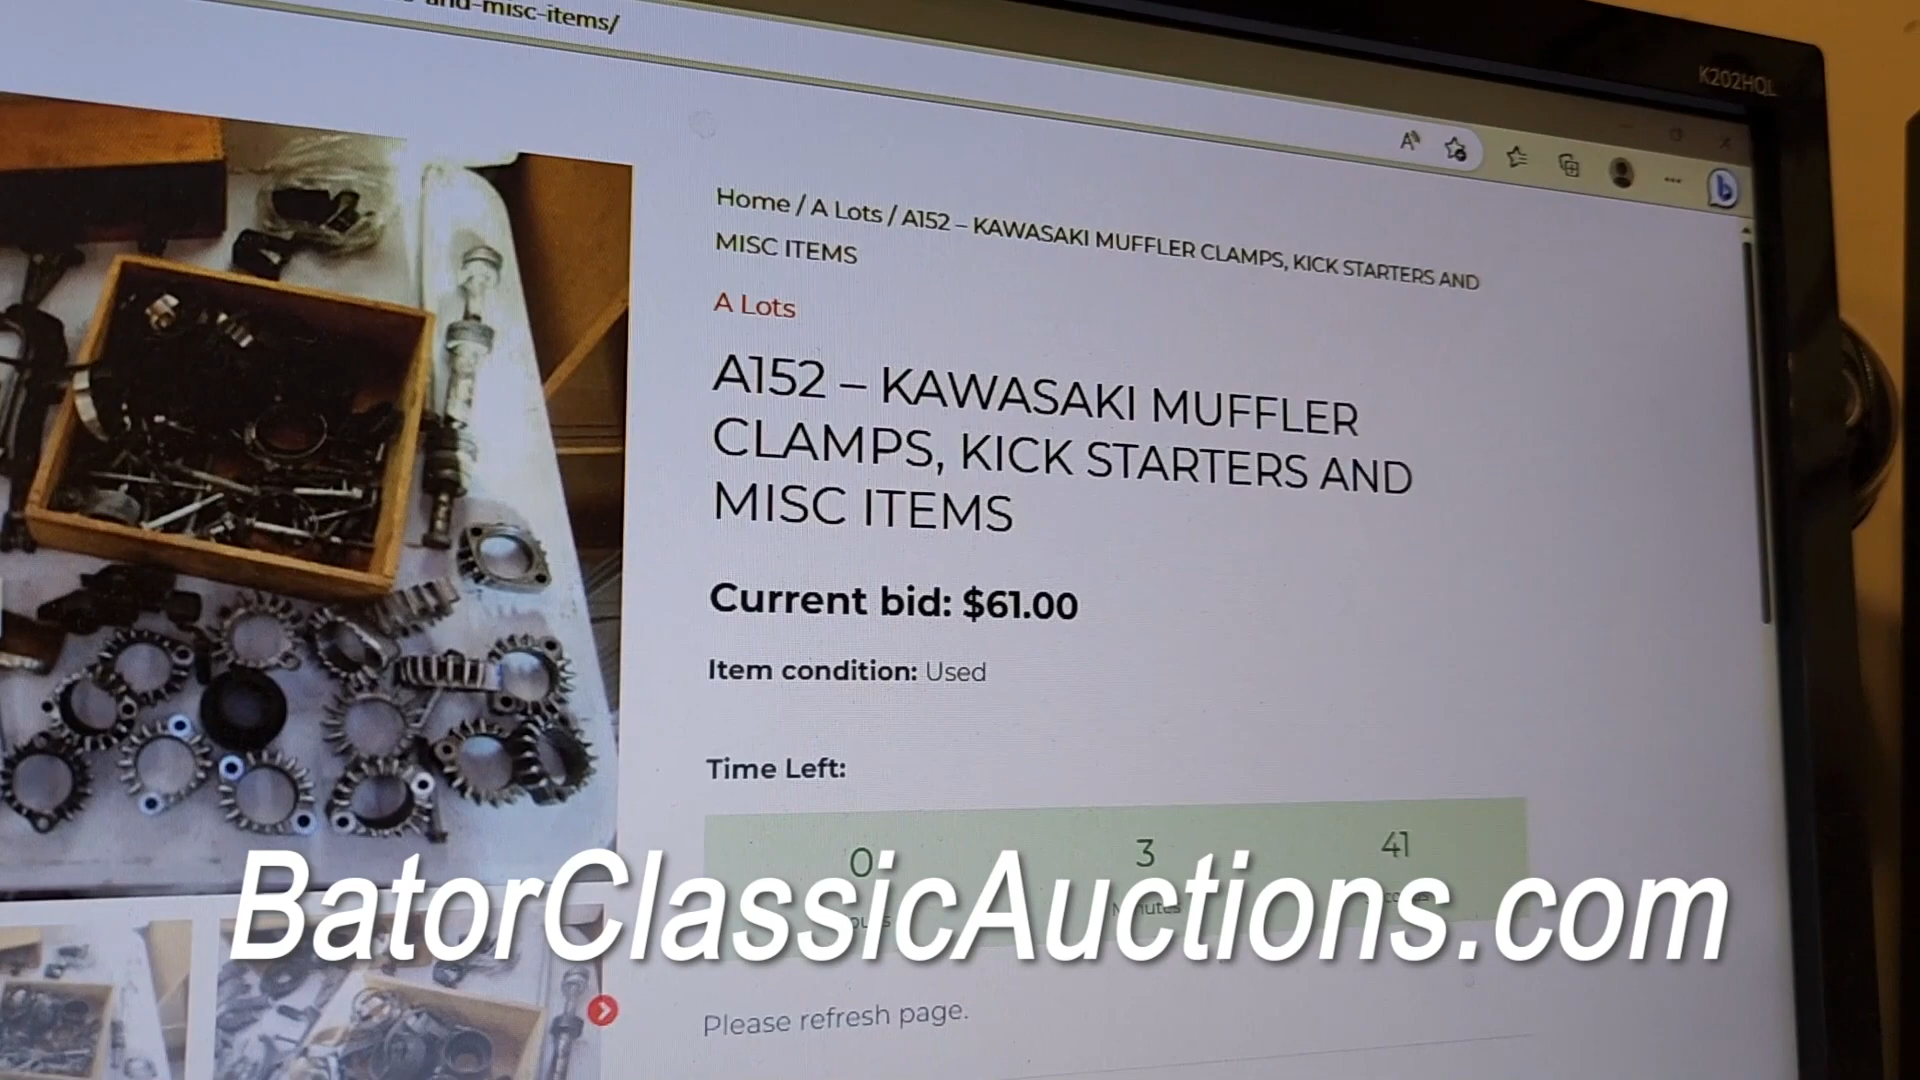 and-misc-items/
K202HQL
Home / A Lots / A152 – KAWASAKI MUFFLER CLAMPS, KICK STARTERS AND
MISC ITEMS
A Lots
A152 – KAWASAKI MUFFLER
CLAMPS, KICK STARTERS AND
MISC ITEMS
Current bid: $61.00
Item condition: Used
Time Left:
0 3 41
Minutes
BatorClassicAuctions.com
Please refresh page.